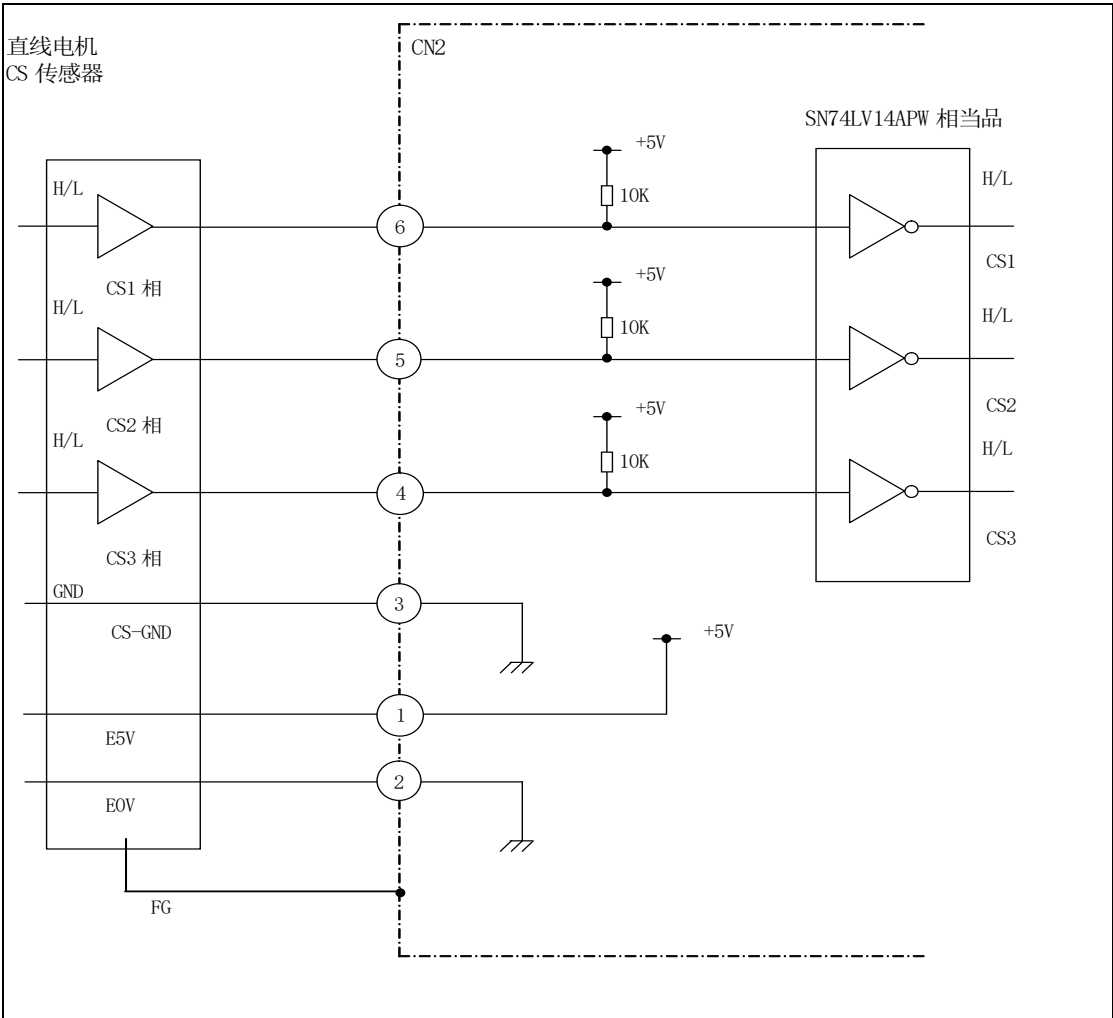 直线电机
CS 传感器
CN2
SN74LV14APW 相当品
+5V
H/L
10K
H/L
6
CS1 相
CS1
+5V
H/L
10K
H/L
5
CS2 相
CS2
+5V
H/L
10K
H/L
4
CS3 相
CS3
GND
3
CS-GND
+5V
1
E5V
2
E0V
FG